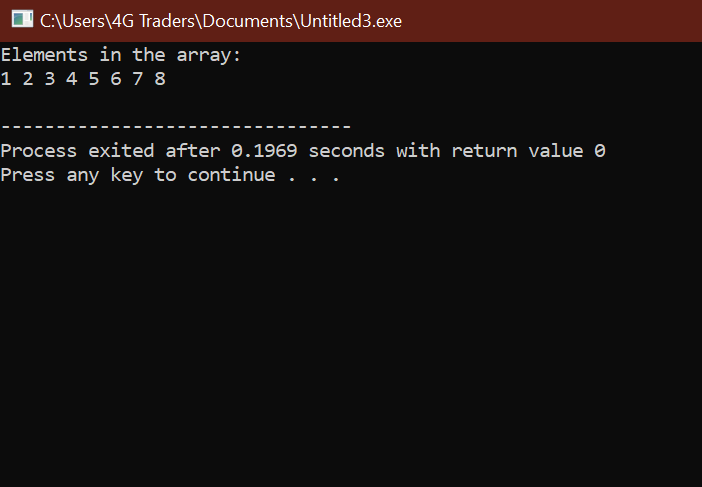 C:\Users\4G Traders\Documents\Untitled3.exe
Elements in the array:
1 2 3 4 5 6 7 8
--------------------------------
Process exited after 0.1969 seconds with return value 0
Press any key to continue . . .